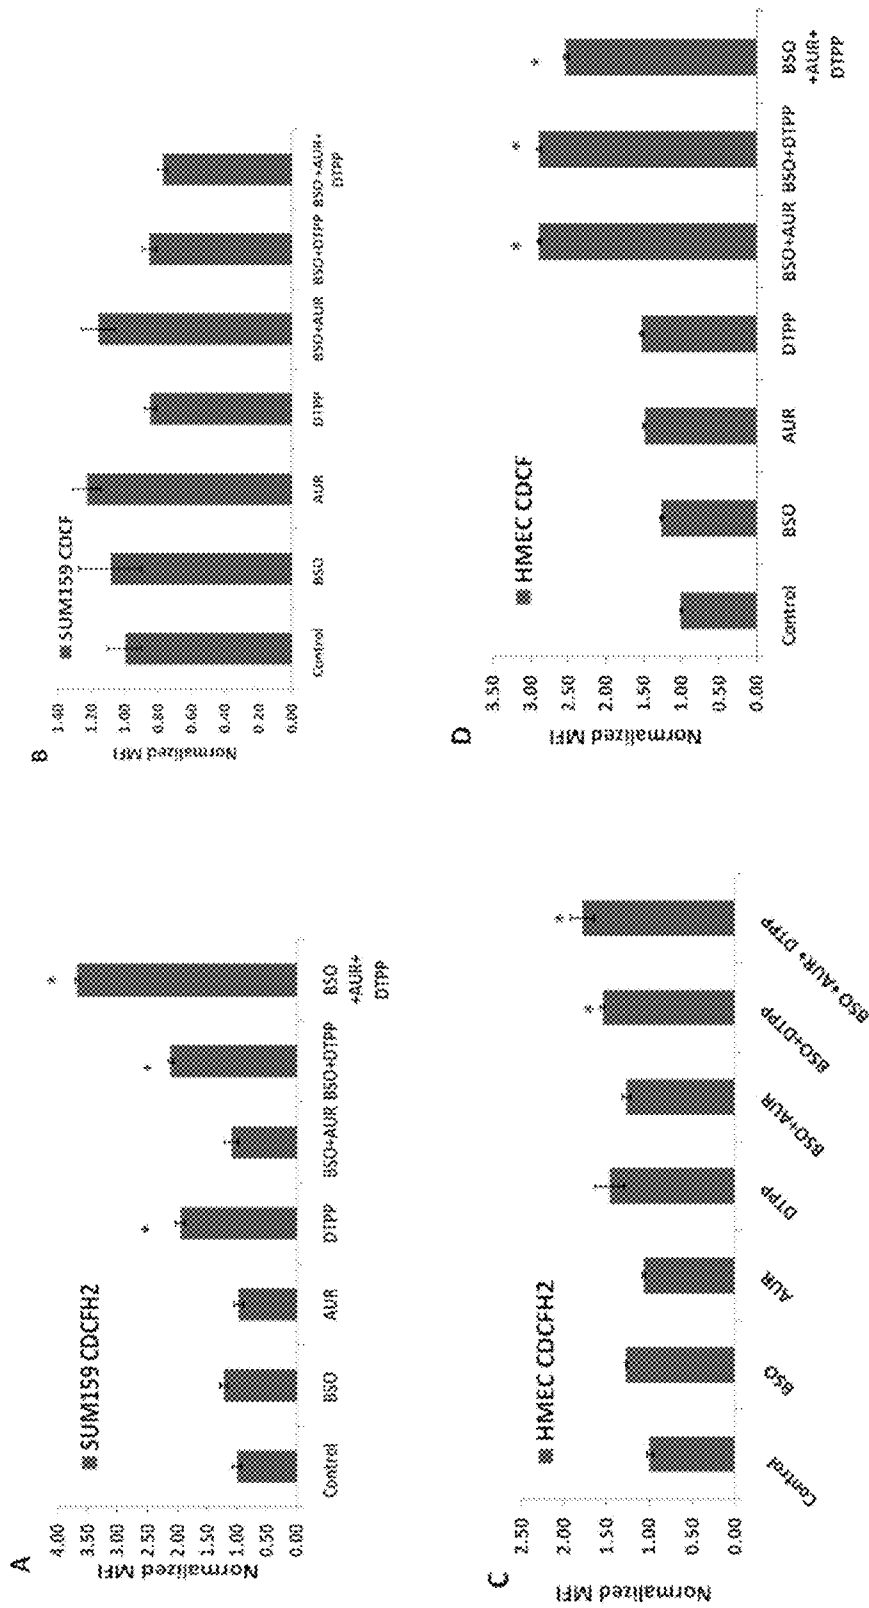 A
Normalized MFI
4.00
3.50
3.00
2.50
2.00
1.50
1.00
0.50
0.00
■ SUM159 CDCFH2
*
*
*
Control
BSO
AUR
DTPP
BSO+AUR
BSO+DTPP
BSO
+AUR+
DTPP
B
Normalized MFI
1.40
1.20
1.00
0.80
0.60
0.40
0.20
0.00
■ SUM159 CDCF
Control
BSO
AUR
DTPP
BSO+AUR
BSO+DTPP
BSO+AUR+
DTPP
C
Normalized MFI
2.50
2.00
1.50
1.00
0.50
0.00
■ HMEC CDCFH2
*
*
Control
BSO
AUR
DTPP
BSO+AUR
BSO+DTPP
BSO+AUR+ DTPP
D
Normalized MFI
3.50
3.00
2.50
2.00
1.50
1.00
0.50
0.00
■ HMEC CDCF
*
*
*
Control
BSO
AUR
DTPP
BSO+AUR
BSO+DTPP
BSO
+AUR+
DTPP